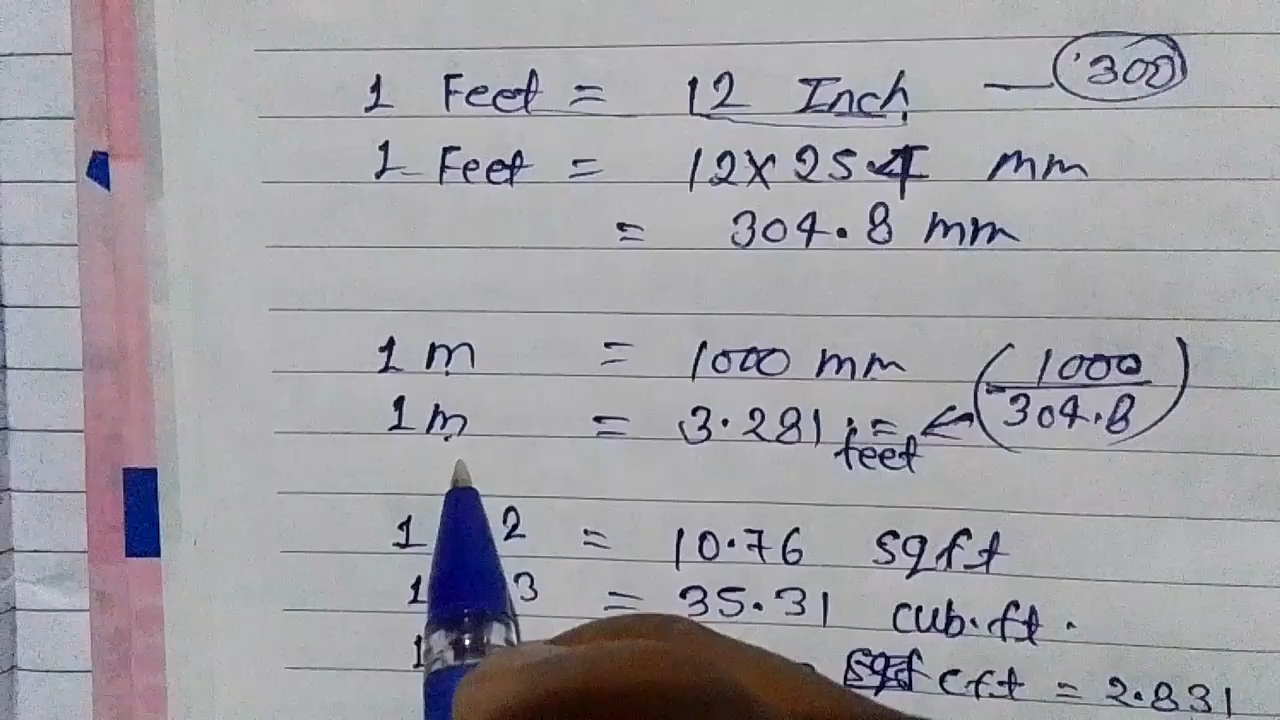 1 Feet = 12 Inch — 300
1 Feet = 12 x 25.4 mm
= 304.8 mm
1 m = 1000 mm (1000
1 m = 3.281 feet ← 304.8)
1 2 = 10.76 sqft
1 3 = 35.31 cub.ft.
1 cft = 2.831